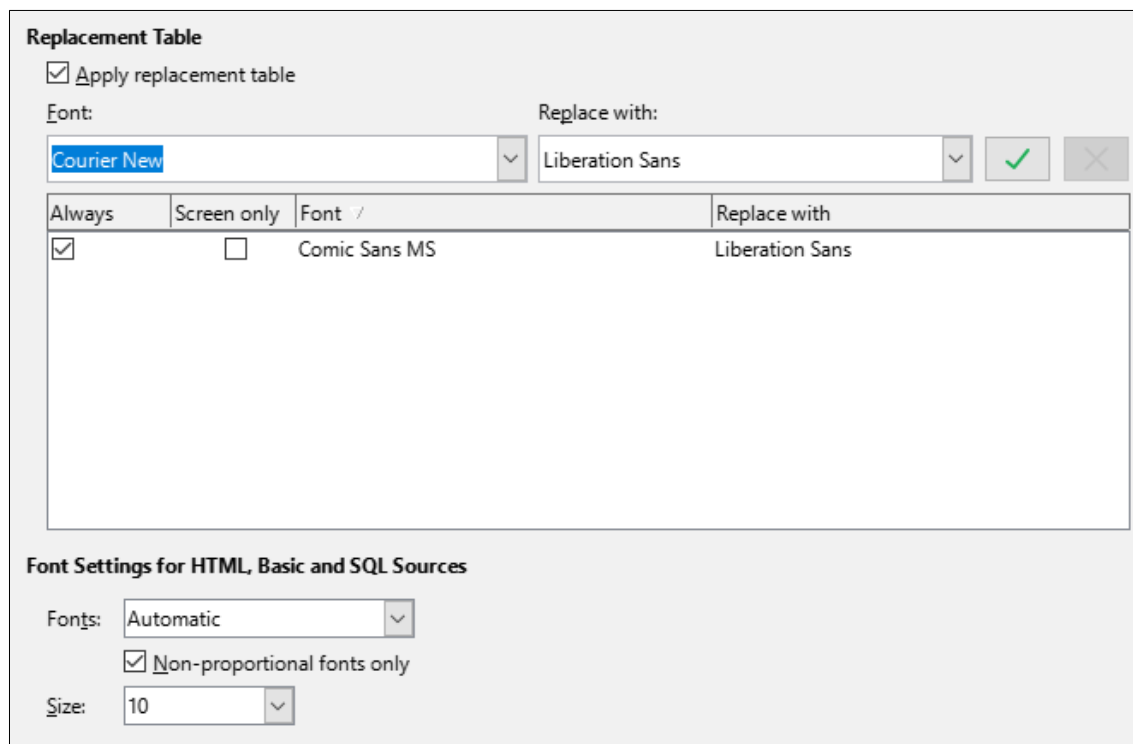 Replacement Table
Apply replacement table
Font: Replace with:
Courier New Liberation Sans
Always Screen only Font Replace with
Comic Sans MS Liberation Sans
Font Settings for HTML, Basic and SQL Sources
Fonts: Automatic
Non-proportional fonts only
Size: 10